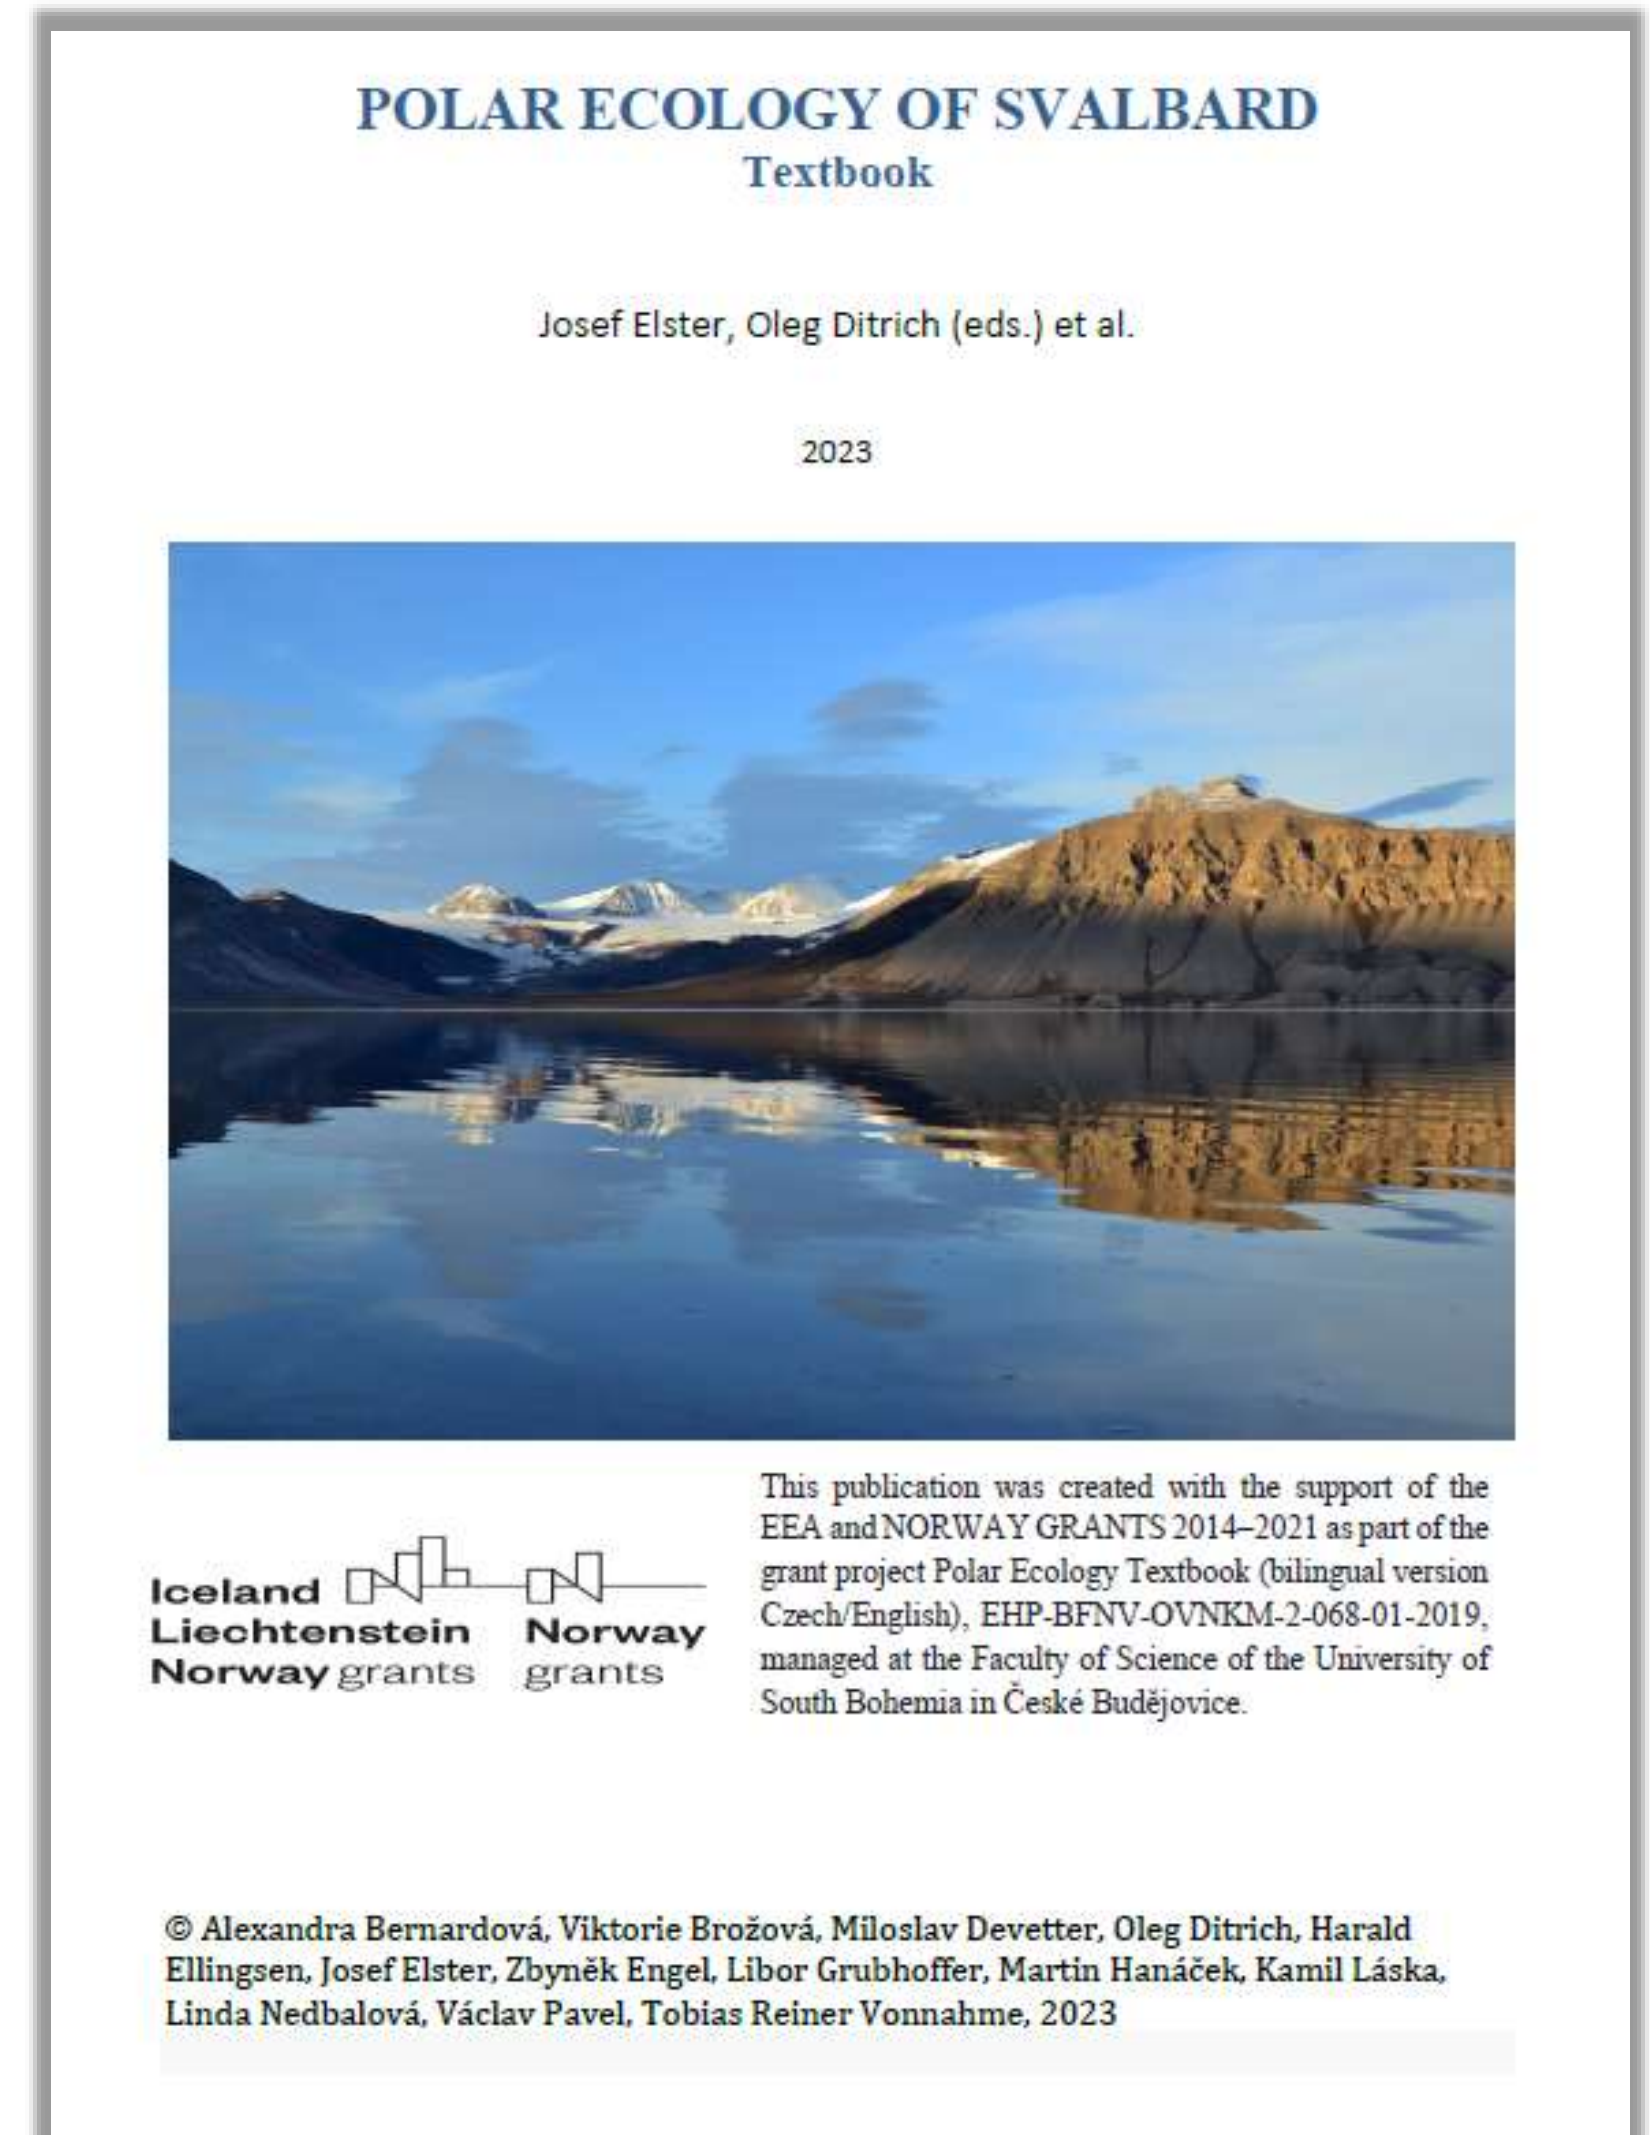 POLAR ECOLOGY OF SVALBARD
Textbook
Josef Elster, Oleg Ditrich (eds.) et al.
2023
This publication was created with the support of the
EEA and NORWAY GRANTS 2014–2021 as part of the
grant project Polar Ecology Textbook (bilingual version
Czech/English), EHP-BFNV-OVNKM-2-068-01-2019,
managed at the Faculty of Science of the University of
South Bohemia in České Budějovice.
Iceland
Liechtenstein
Norway grants
Norway
grants
© Alexandra Bernardová, Viktorie Brožová, Miloslav Devetter, Oleg Ditrich, Harald
Ellingsen, Josef Elster, Zbyněk Engel, Libor Grubhoffer, Martin Hanáček, Kamil Láska,
Linda Nedbalová, Václav Pavel, Tobias Reiner Vonnahme, 2023